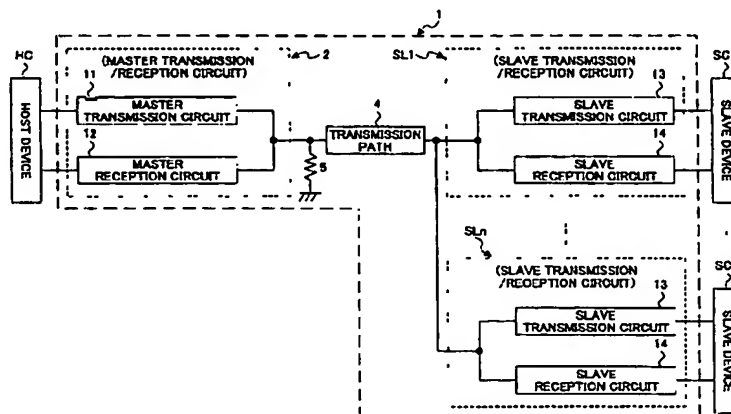 1
HC
(MASTER TRANSMISSION
/RECEPTION CIRCUIT)
2
SL1
(SLAVE TRANSMISSION
/RECEPTION CIRCUIT)
SC
HOST DEVICE
11
MASTER
TRANSMISSION CIRCUIT
12
MASTER
RECEPTION CIRCUIT
4
TRANSMISSION
PATH
5
13
SLAVE
TRANSMISSION CIRCUIT
14
SLAVE
RECEPTION CIRCUIT
SLAVE DEVICE
SLn
(SLAVE TRANSMISSION
/RECEPTION CIRCUIT)
SC
13
SLAVE
TRANSMISSION CIRCUIT
14
SLAVE
RECEPTION CIRCUIT
SLAVE DEVICE